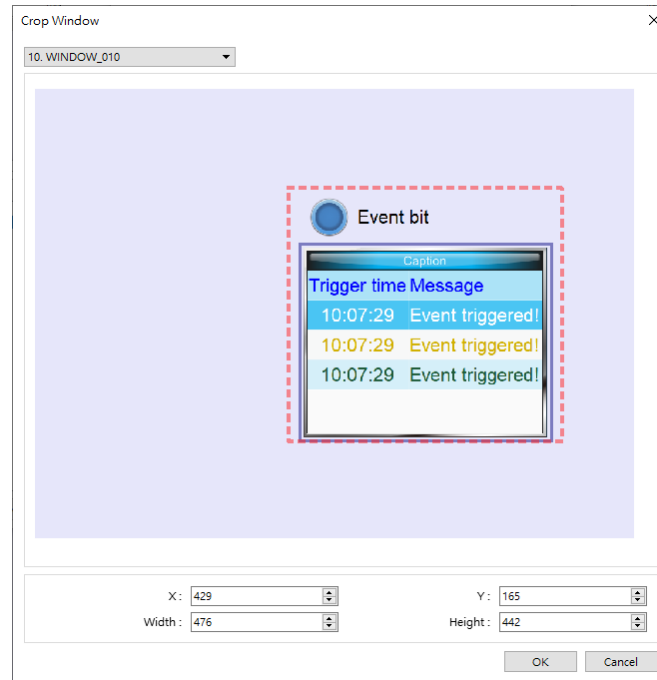 Crop Window
10. WINDOW_010
Event bit
Caption
Trigger time Message
10:07:29 Event triggered!
10:07:29 Event triggered!
10:07:29 Event triggered!
X : 429 Y : 165
Width : 476 Height : 442
OK Cancel